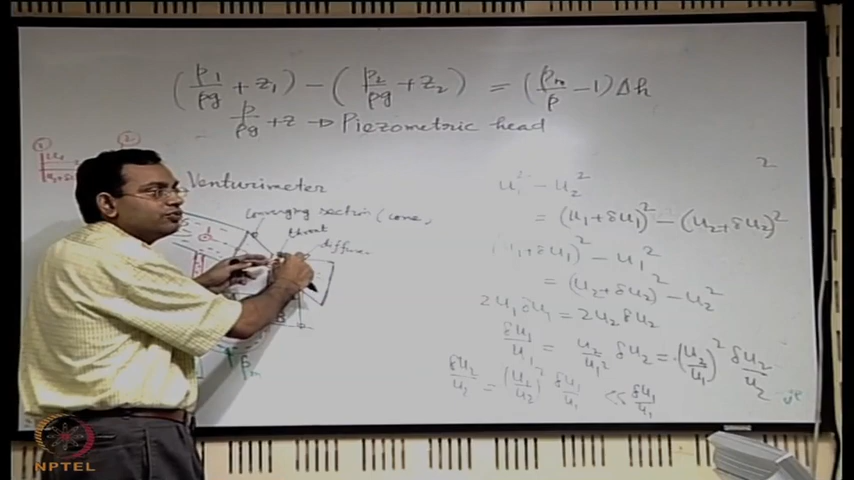 (p1/ρg + z1) − (p2/ρg + z2) = (ρm/ρ − 1) Δh
p/ρg + z → Piezometric head
Venturimeter
Converging section (cone,
throat
diffuser
1
2
u1² − u2²
= (u1+δu1)² − (u2+δu2)²
(u1+δu1)² − u1²
= (u2+δu2)² − u2²
2u1δu1 = 2u2δu2
δu1/u1 = u2/u1² δu2 = (u2/u1)² δu2/u2
δu2/u2 = (u1/u2)² δu1/u1 << δu1/u1
NPTEL